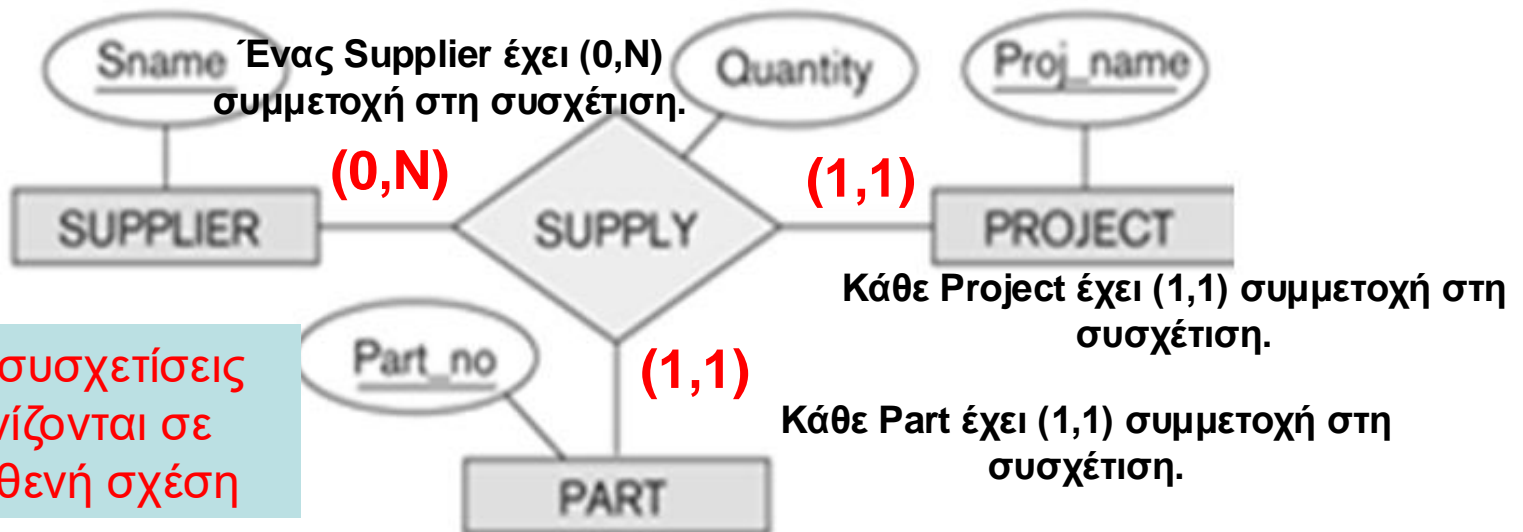 Sname
Ένας Supplier έχει (0,N)
συμμετοχή στη συσχέτιση.
Quantity
Proj_name
(0,N)
(1,1)
SUPPLIER
SUPPLY
PROJECT
Κάθε Project έχει (1,1) συμμετοχή στη
συσχέτιση.
συσχετίσεις
νίζονται σε
θενή σχέση
Part_no
(1,1)
Κάθε Part έχει (1,1) συμμετοχή στη
συσχέτιση.
PART